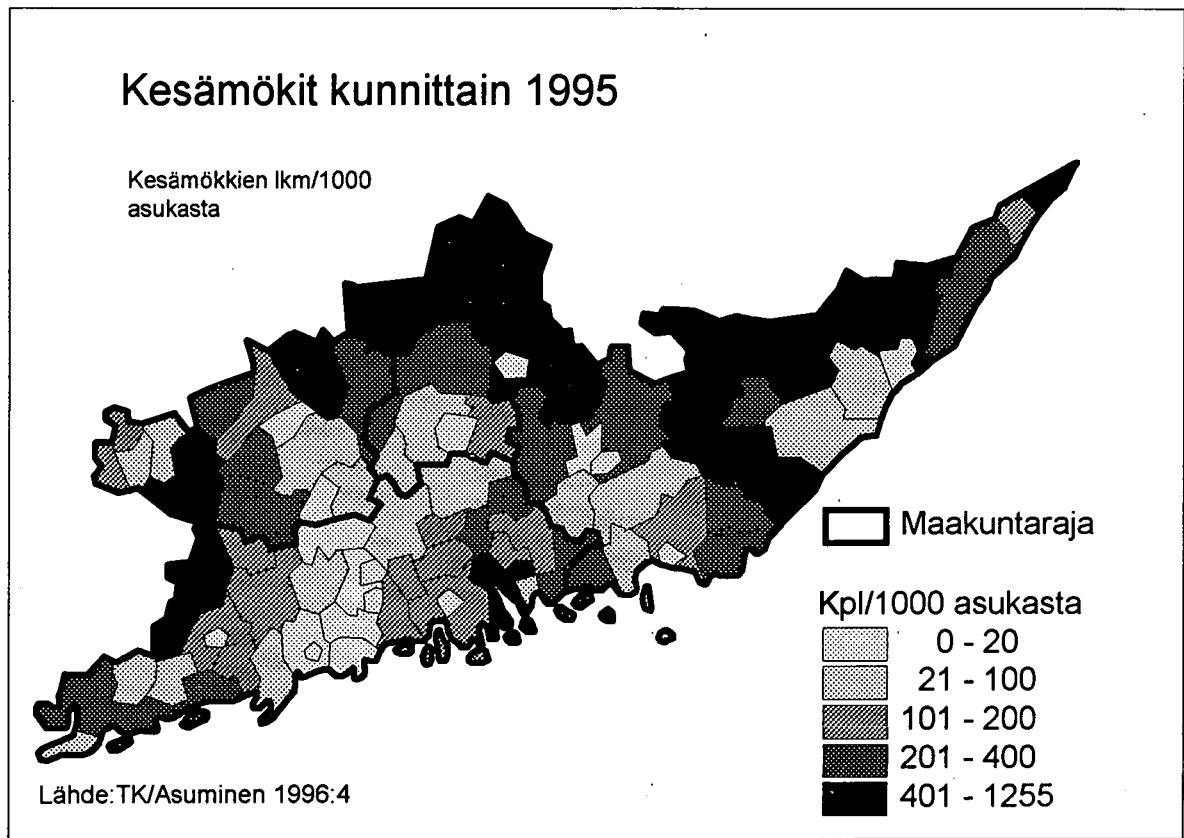 Kesämökit kunnittain 1995
Kesämökkien lkm/1000
asukasta
Maakuntaraja
Kpl/1000 asukasta
0 - 20
21 - 100
101 - 200
201 - 400
401 - 1255
Lähde:TK/Asuminen 1996:4